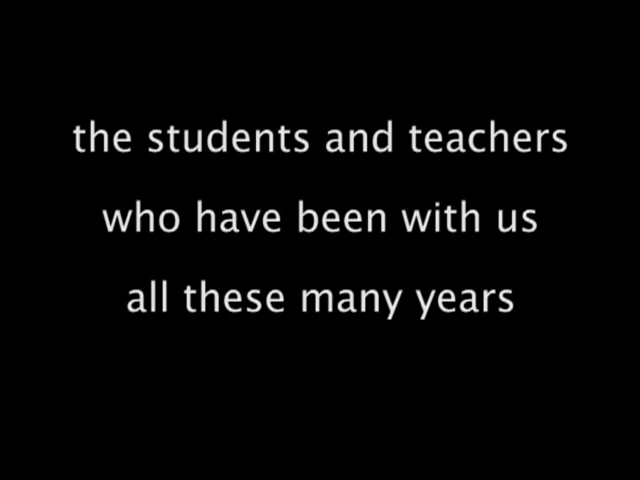 the students and teachers
who have been with us
all these many years